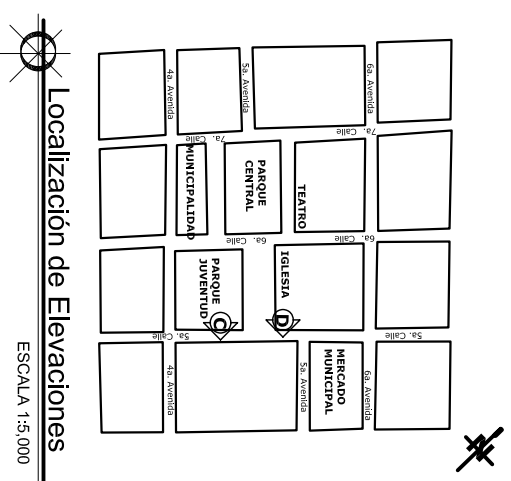 Localización de Elevaciones
ESCALA 1:5,000
4a. Avenida
5a. Avenida
6a. Avenida
7a. Calle
7a. Calle
MUNICIPALIDAD
PARQUE
CENTRAL
TEATRO
6a. Calle
6a. Calle
PARQUE
JUVENTUD
C
IGLESIA
D
5a. Calle
5a. Calle
4a. Avenida
5a. Avenida
MERCADO
MUNICIPAL
6a. Avenida
N